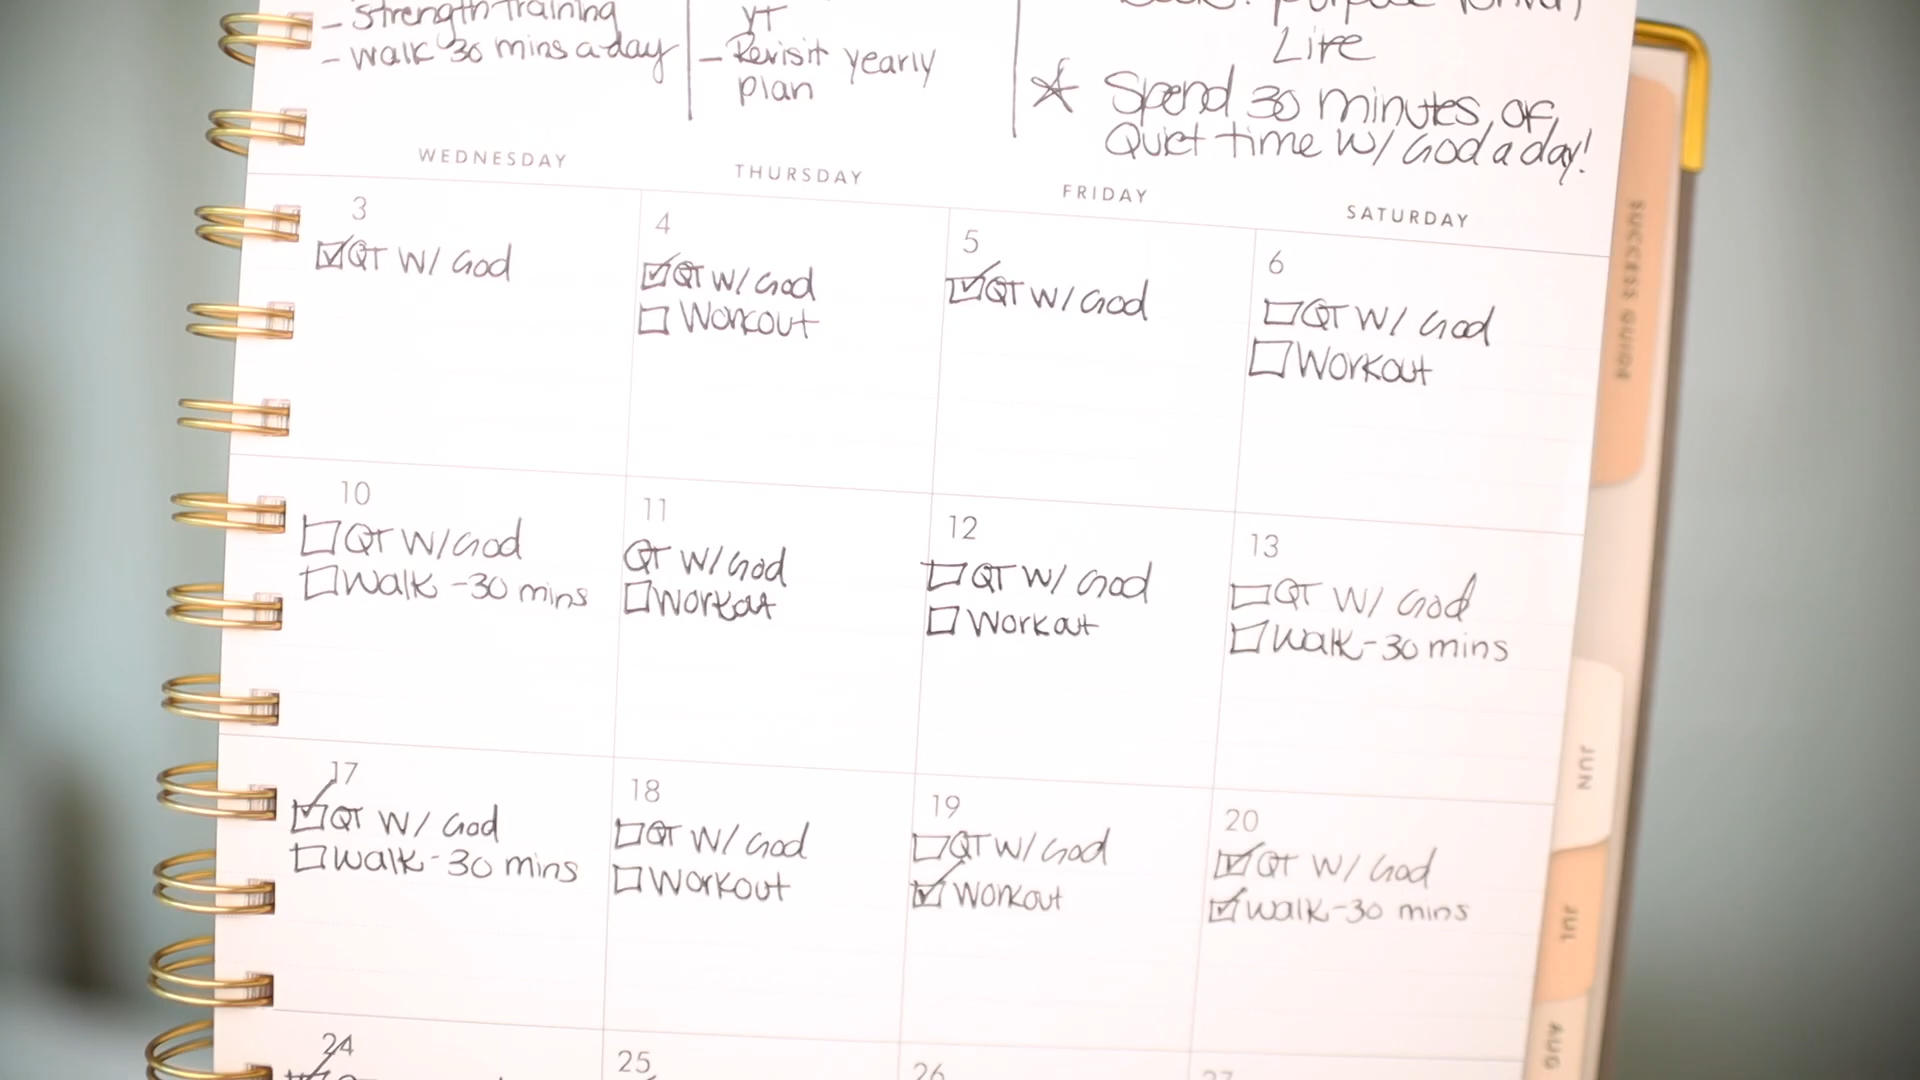 - Strength Training
- Walk 30 mins a day
YT
- Revisit yearly
plan
Life
☆ Spend 30 minutes of
Quiet time w/ God a day!
WEDNESDAY
THURSDAY
FRIDAY
SATURDAY
3
☑ QT W/ God
4
☑ QT W/ God
☐ Workout
5
☑ QT W/ God
6
☐ QT W/ God
☐ Workout
10
☐ QT W/ God
☐ Walk - 30 mins
11
QT W/ God
☐ Workout
12
☐ QT W/ God
☐ Workout
13
☐ QT W/ God
☐ Walk - 30 mins
17
☑ QT W/ God
☐ Walk - 30 mins
18
☐ QT W/ God
☐ Workout
19
☐ QT W/ God
☑ Workout
20
☑ QT W/ God
☑ Walk - 30 mins
24
25
26
27
SUCCESS GUIDE
JUN
JUL
AUG